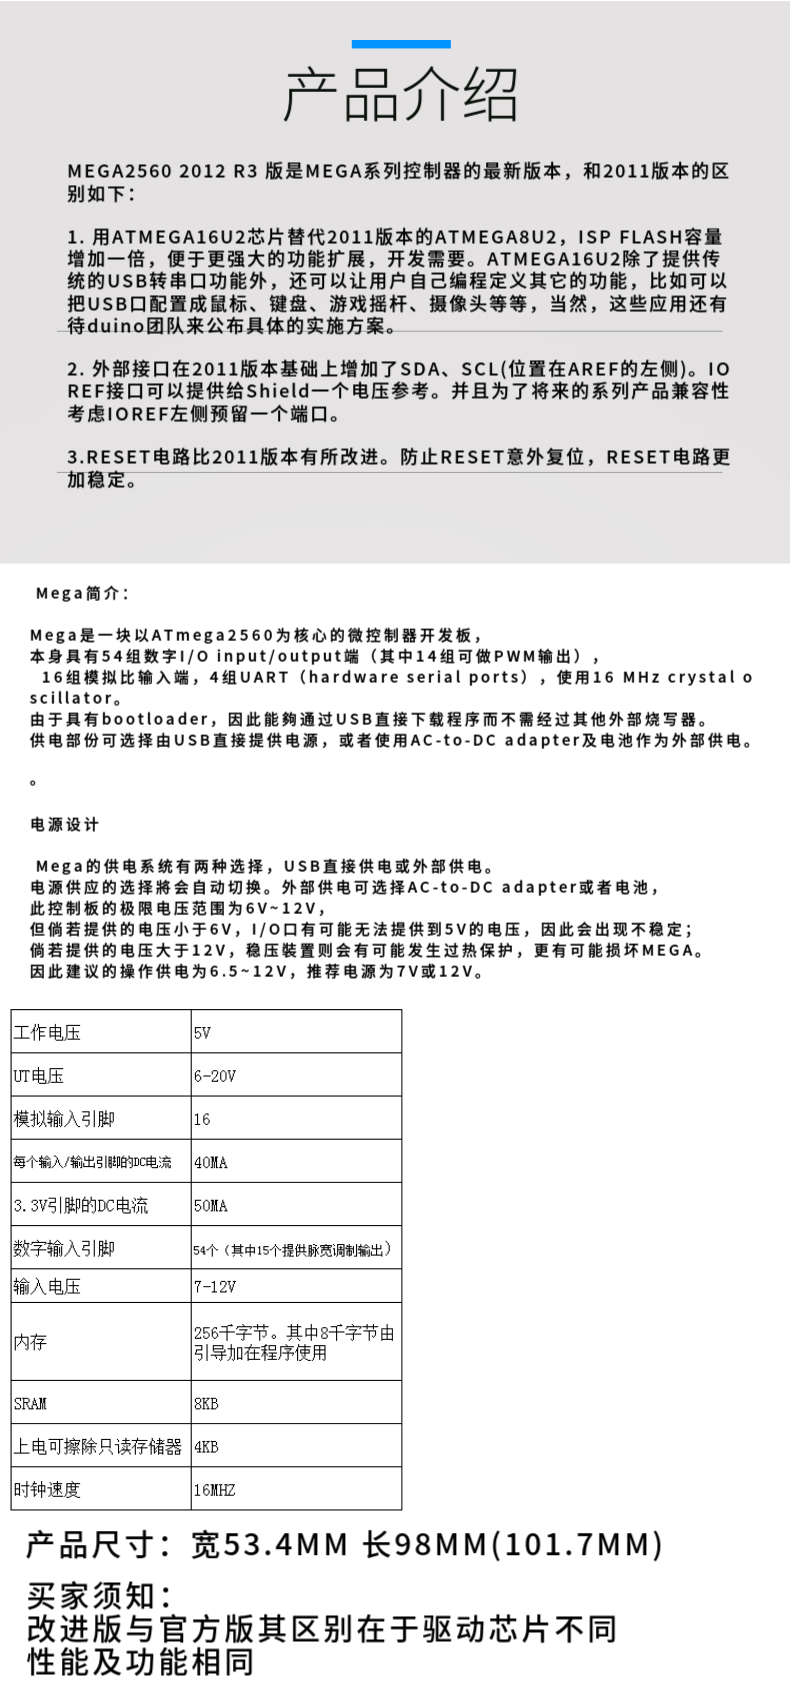 产品介绍
MEGA2560 2012 R3 版是MEGA系列控制器的最新版本，和2011版本的区
别如下：
1. 用ATMEGA16U2芯片替代2011版本的ATMEGA8U2，ISP FLASH容量
增加一倍，便于更强大的功能扩展，开发需要。ATMEGA16U2除了提供传
统的USB转串口功能外，还可以让用户自己编程定义其它的功能，比如可以
把USB口配置成鼠标、键盘、游戏摇杆、摄像头等等，当然，这些应用还有
待duino团队来公布具体的实施方案。
2. 外部接口在2011版本基础上增加了SDA、SCL(位置在AREF的左侧)。IO
REF接口可以提供给Shield一个电压参考。并且为了将来的系列产品兼容性
考虑IOREF左侧预留一个端口。
3.RESET电路比2011版本有所改进。防止RESET意外复位，RESET电路更
加稳定。
Mega简介：
Mega是一块以ATmega2560为核心的微控制器开发板，
本身具有54组数字I/O input/output端（其中14组可做PWM输出），
16组模拟比输入端，4组UART（hardware serial ports），使用16 MHz crystal o
scillator。
由于具有bootloader，因此能夠通过USB直接下载程序而不需经过其他外部烧写器。
供电部份可选择由USB直接提供电源，或者使用AC-to-DC adapter及电池作为外部供电。
。
电源设计
Mega的供电系统有两种选择，USB直接供电或外部供电。
电源供应的选择將会自动切换。外部供电可选择AC-to-DC adapter或者电池，
此控制板的极限电压范围为6V~12V，
但倘若提供的电压小于6V，I/O口有可能无法提供到5V的电压，因此会出现不稳定；
倘若提供的电压大于12V，稳压裝置则会有可能发生过热保护，更有可能损坏MEGA。
因此建议的操作供电为6.5~12V，推荐电源为7V或12V。
工作电压 5V
UT电压 6-20V
模拟输入引脚 16
每个输入/输出引脚的DC电流 40MA
3.3V引脚的DC电流 50MA
数字输入引脚 54个（其中15个提供脉宽调制输出）
输入电压 7-12V
内存 256千字节。其中8千字节由
引导加在程序使用
SRAM 8KB
上电可擦除只读存储器 4KB
时钟速度 16MHZ
产品尺寸：宽53.4MM 长98MM(101.7MM)
买家须知：
改进版与官方版其区别在于驱动芯片不同
性能及功能相同